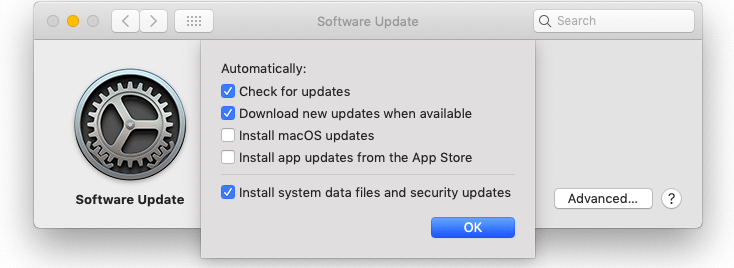 Software Update
Search
Automatically:
Check for updates
Download new updates when available
Install macOS updates
Install app updates from the App Store
Install system data files and security updates
OK
Software Update
Advanced...
?